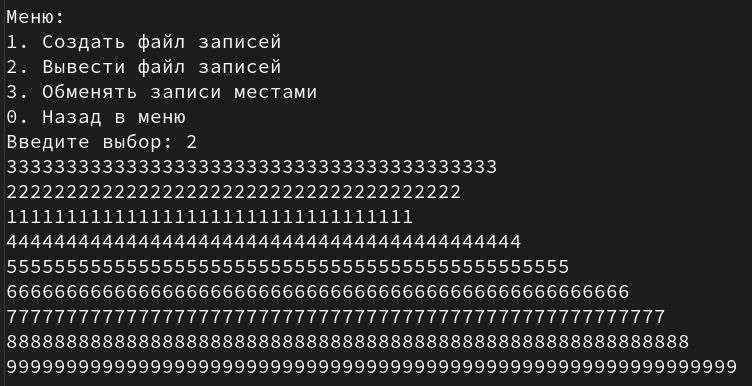 Меню:
1. Создать файл записей
2. Вывести файл записей
3. Обменять записи местами
0. Назад в меню
Введите выбор: 2
33333333333333333333333333333333333333333
22222222222222222222222222222222222222
1111111111111111111111111111111111
4444444444444444444444444444444444444444444
55555555555555555555555555555555555555555555555
6666666666666666666666666666666666666666666666666666
7777777777777777777777777777777777777777777777777777777
888888888888888888888888888888888888888888888888888888888
9999999999999999999999999999999999999999999999999999999999999